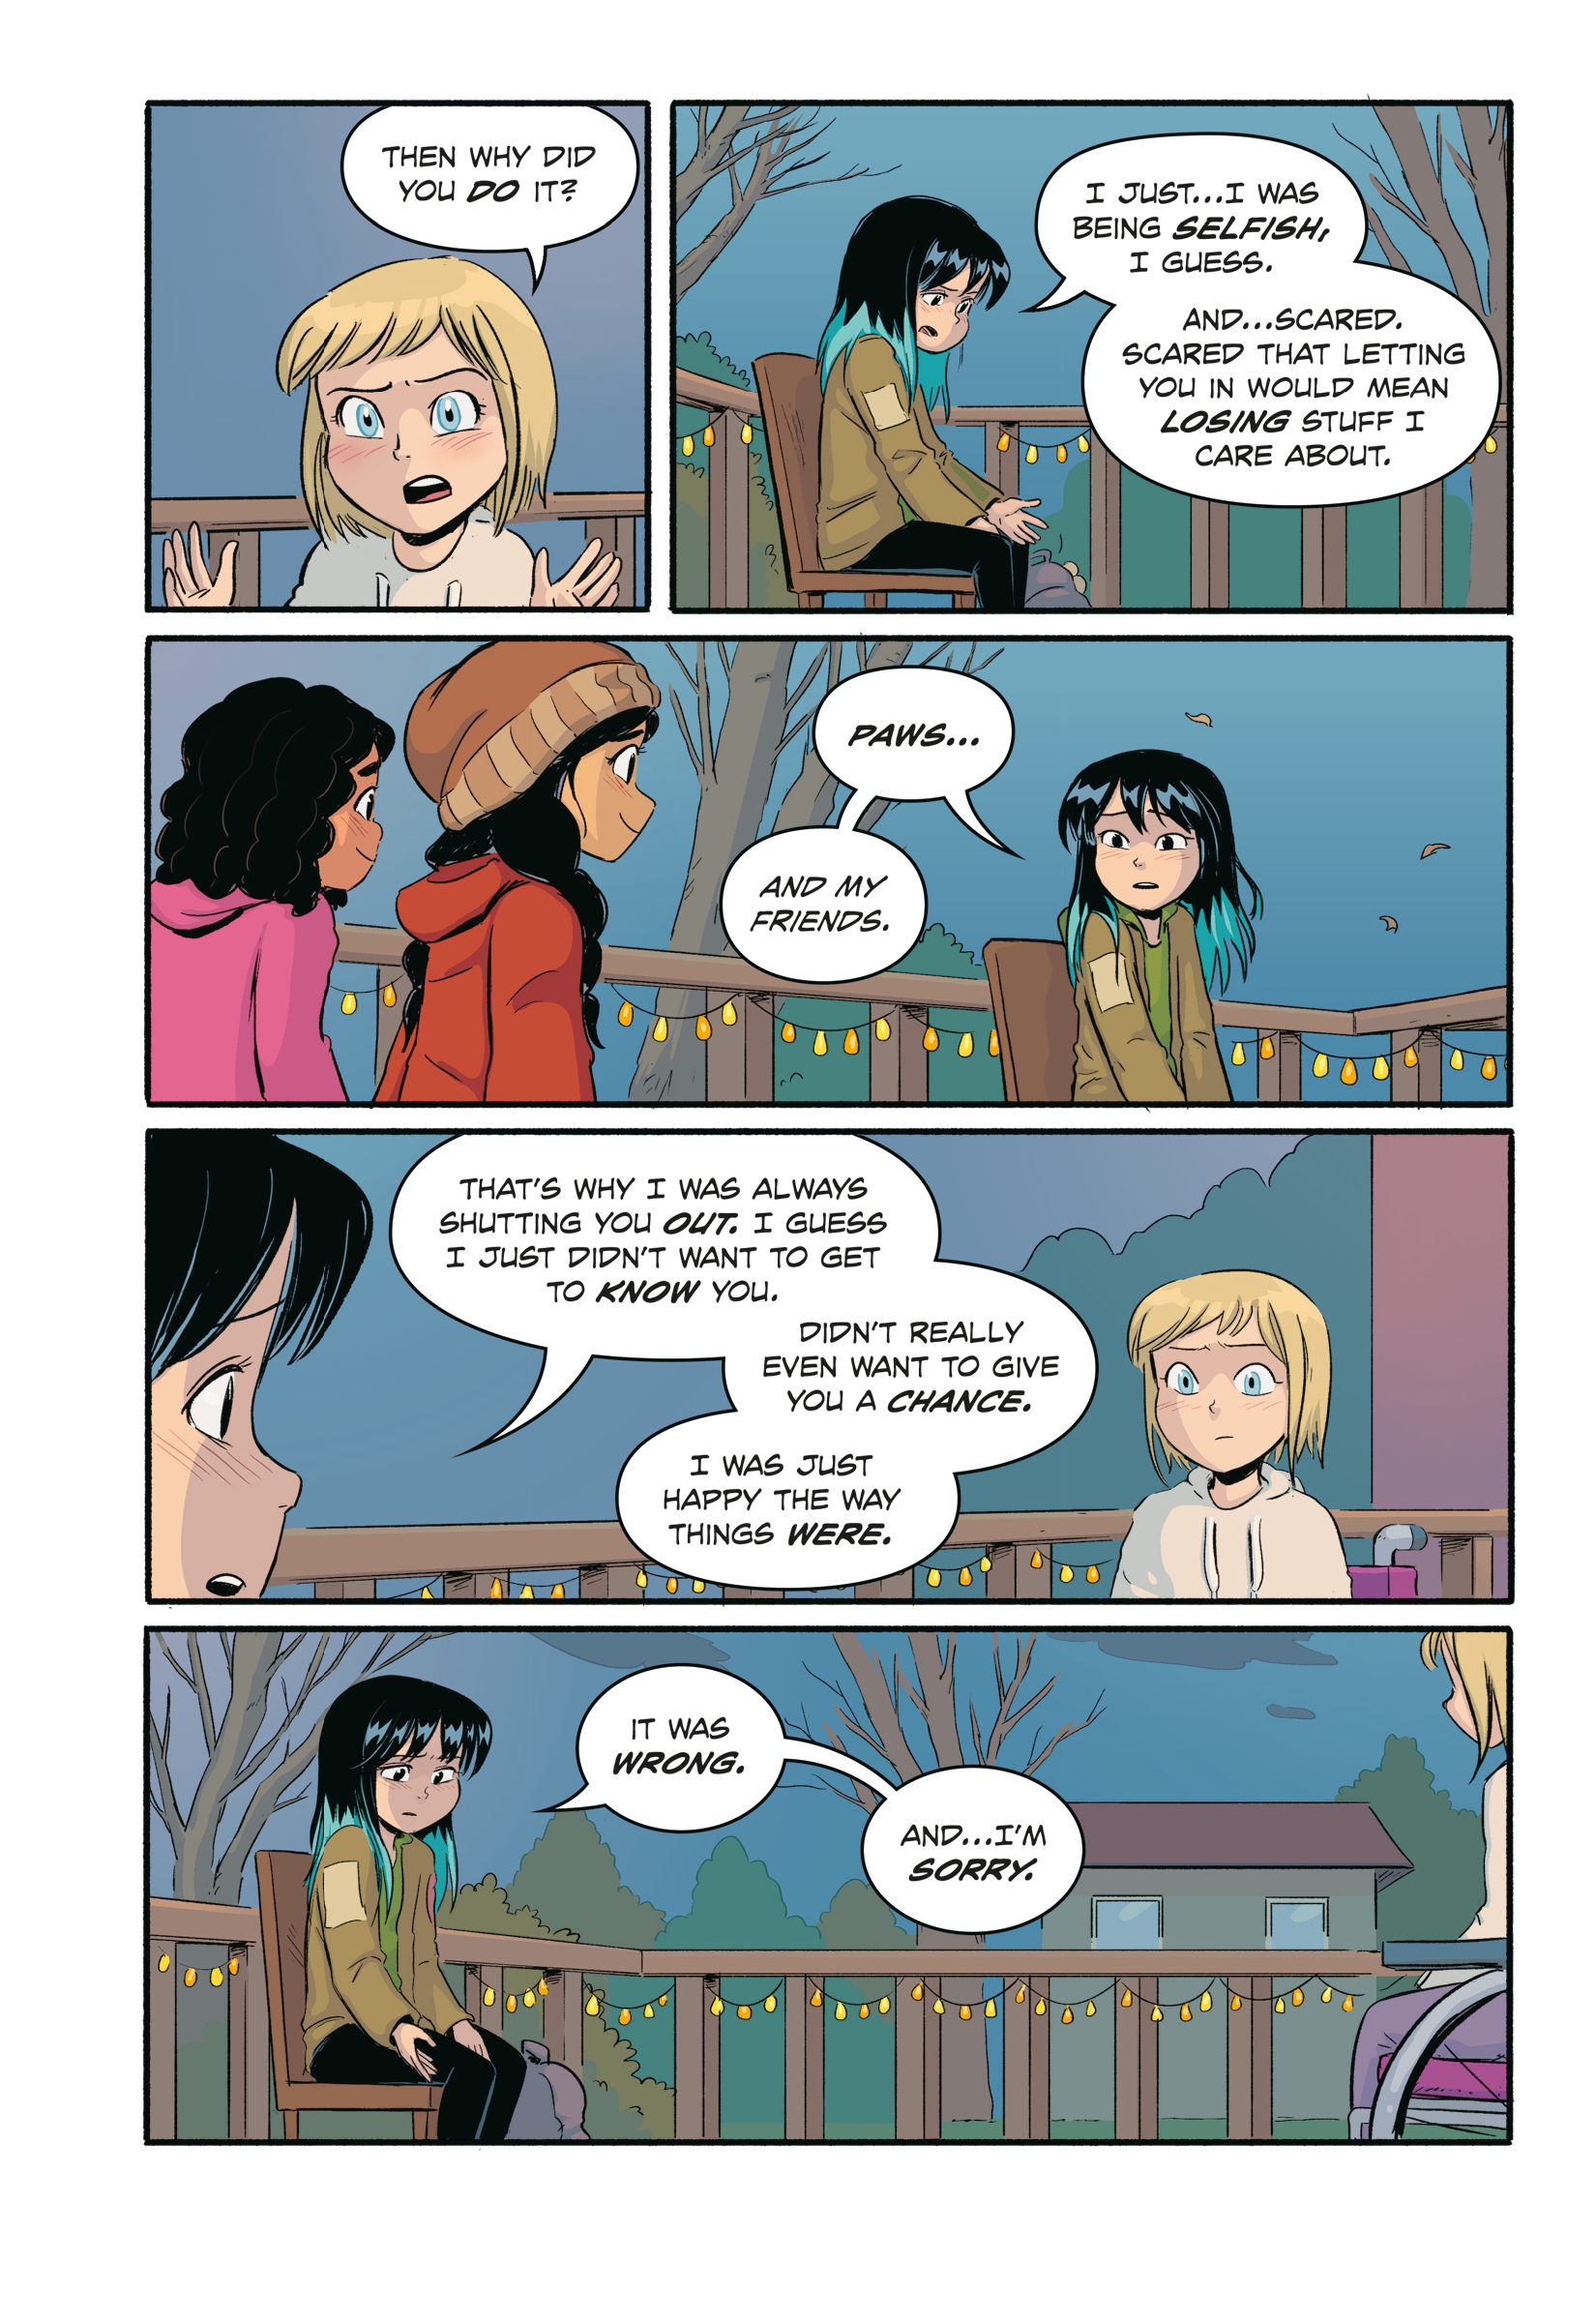 THEN WHY DID
YOU DO IT?
I JUST...I WAS
BEING SELFISH,
I GUESS.
AND...SCARED.
SCARED THAT LETTING
YOU IN WOULD MEAN
LOSING STUFF I
CARE ABOUT.
PAWS...
AND MY
FRIENDS.
THAT'S WHY I WAS ALWAYS
SHUTTING YOU OUT. I GUESS
I JUST DIDN'T WANT TO GET
TO KNOW YOU.
DIDN'T REALLY
EVEN WANT TO GIVE
YOU A CHANCE.
I WAS JUST
HAPPY THE WAY
THINGS WERE.
IT WAS
WRONG.
AND...I'M
SORRY.